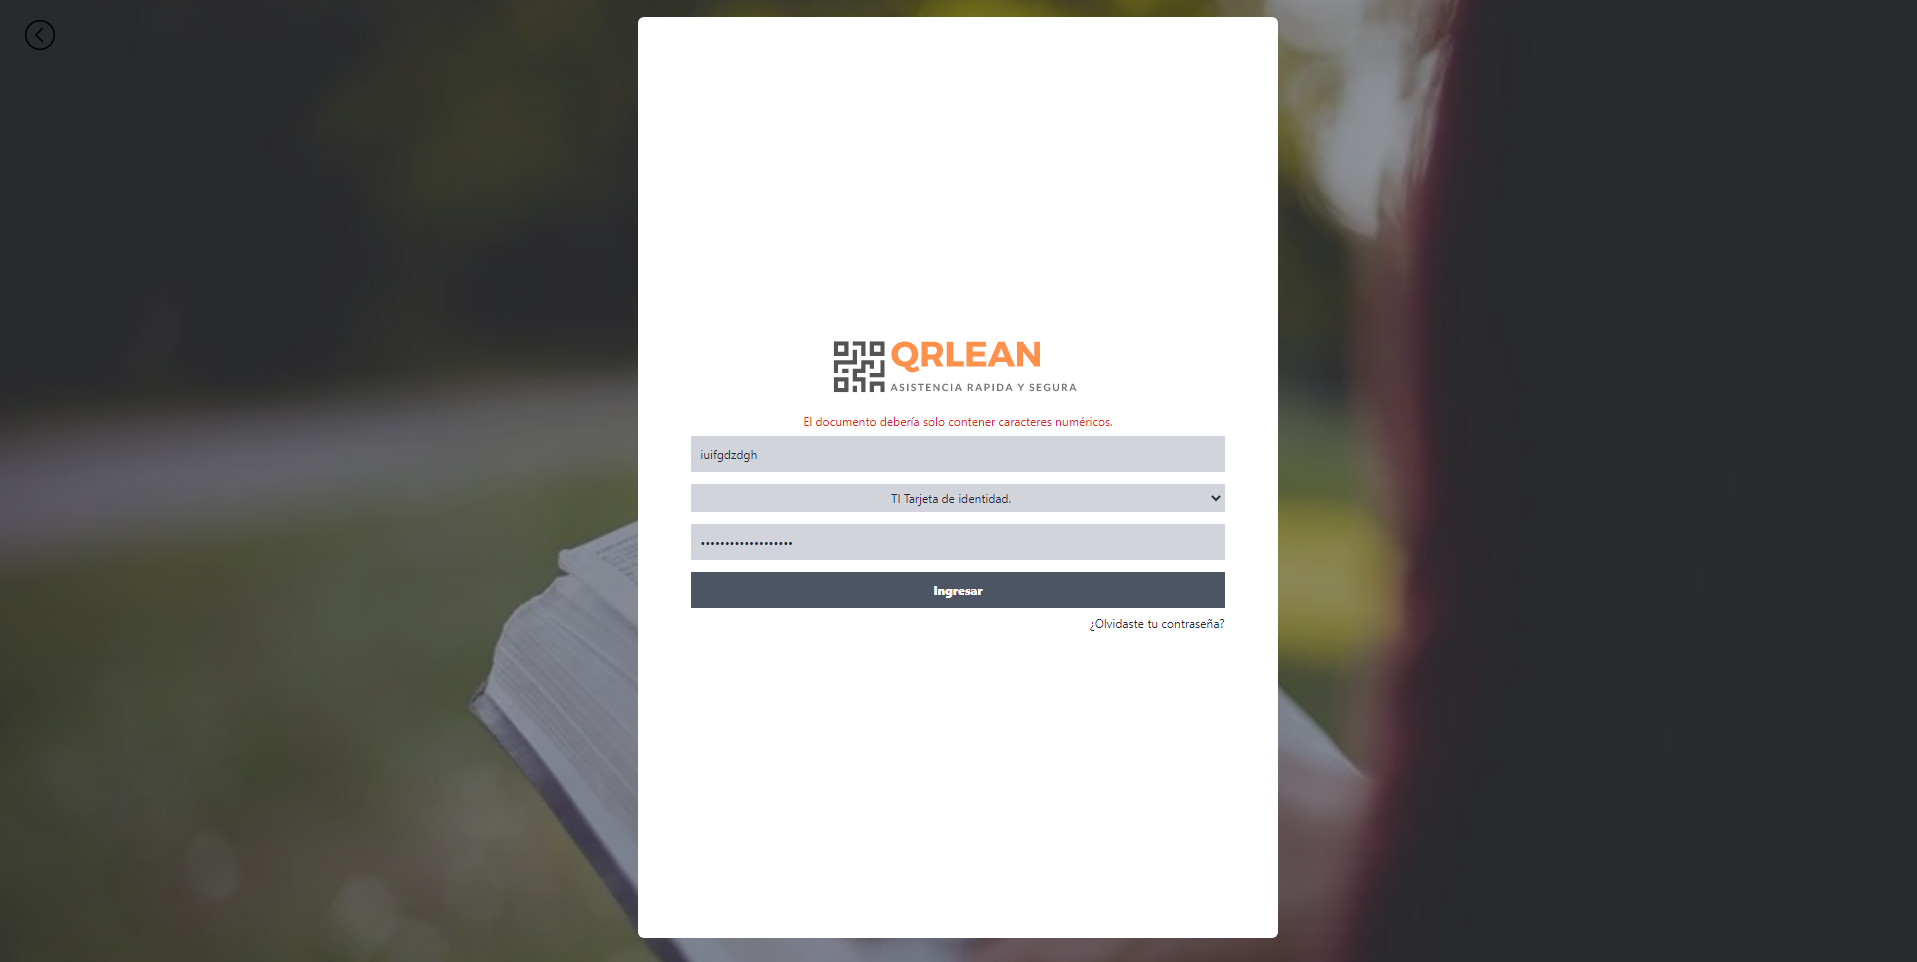 QRLEAN
ASISTENCIA RAPIDA Y SEGURA
El documento debería solo contener caracteres numéricos.
iuifgdzdgh
TI Tarjeta de identidad.
•••••••••••••••••••
Ingresar
¿Olvidaste tu contraseña?